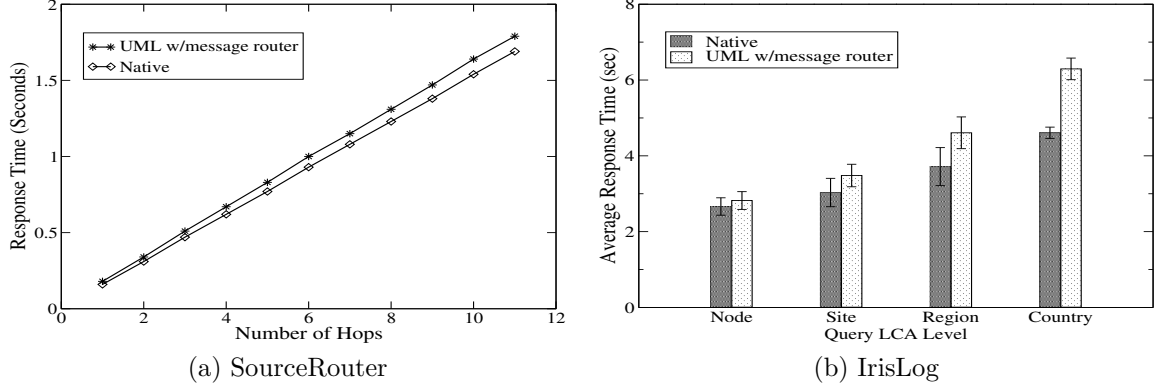 2
1.5
1
0.5
0
Response Time (Seconds)
UML w/message router
Native
0
2
4
6
8
10
12
Number of Hops
(a) SourceRouter
8
6
4
2
0
Average Response Time (sec)
Native
UML w/message router
Node
Site
Region
Country
Query LCA Level
(b) IrisLog